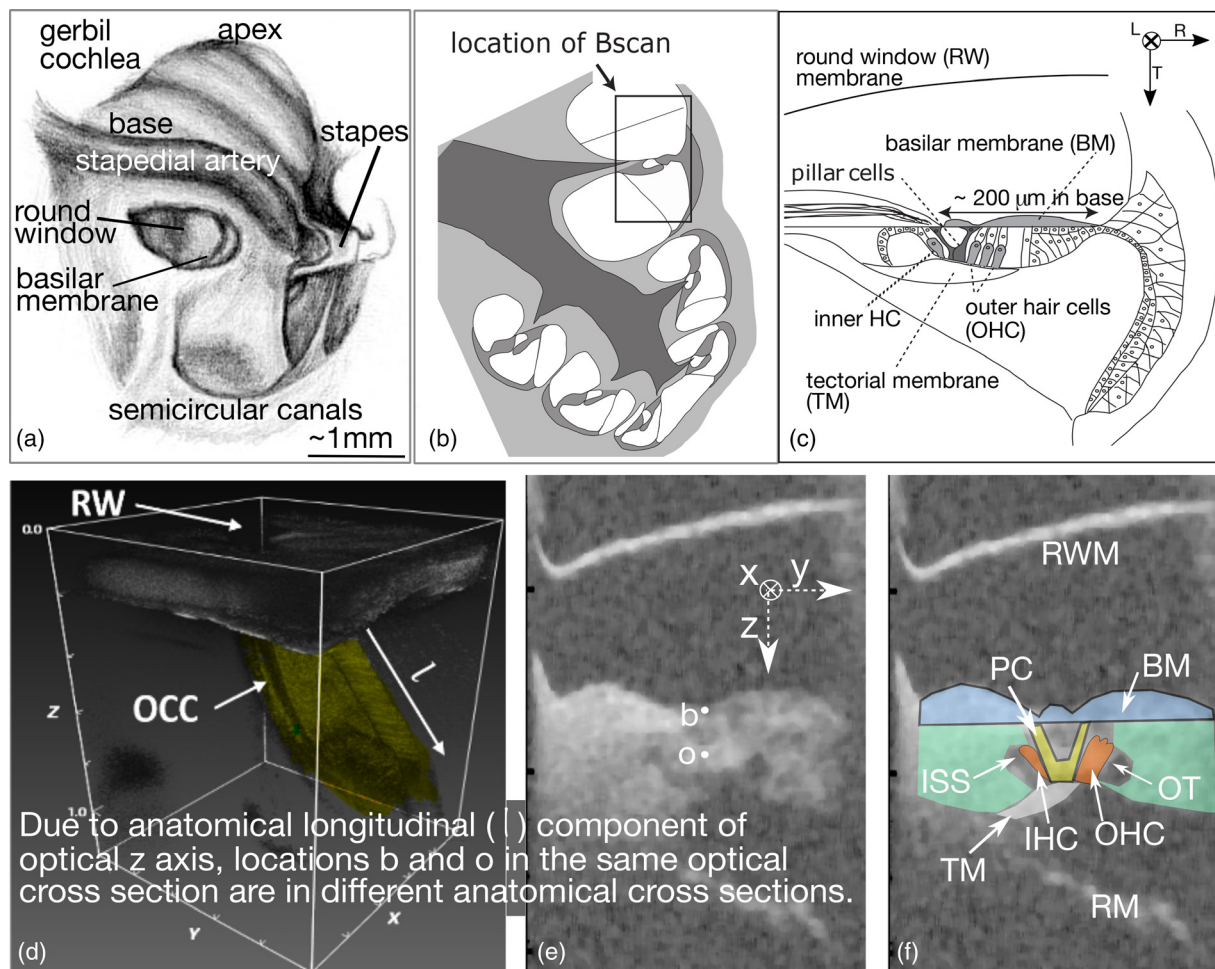 gerbil
cochlea
apex
base
stapedial artery
stapes
round
window
basilar
membrane
semicircular canals
(a)
~1mm
location of Bscan
(b)
L
R
T
round window (RW)
membrane
basilar membrane (BM)
pillar cells
~ 200 μm in base
inner HC
outer hair cells
(OHC)
tectorial membrane
(TM)
(c)
RW
0.0
l
OCC
Z
1.0
Due to anatomical longitudinal ( l ) component of
optical z axis, locations b and o in the same optical
cross section are in different anatomical cross sections.
Y
X
(d)
x
y
z
b
o
(e)
RWM
PC
BM
ISS
OT
IHC
OHC
TM
RM
(f)